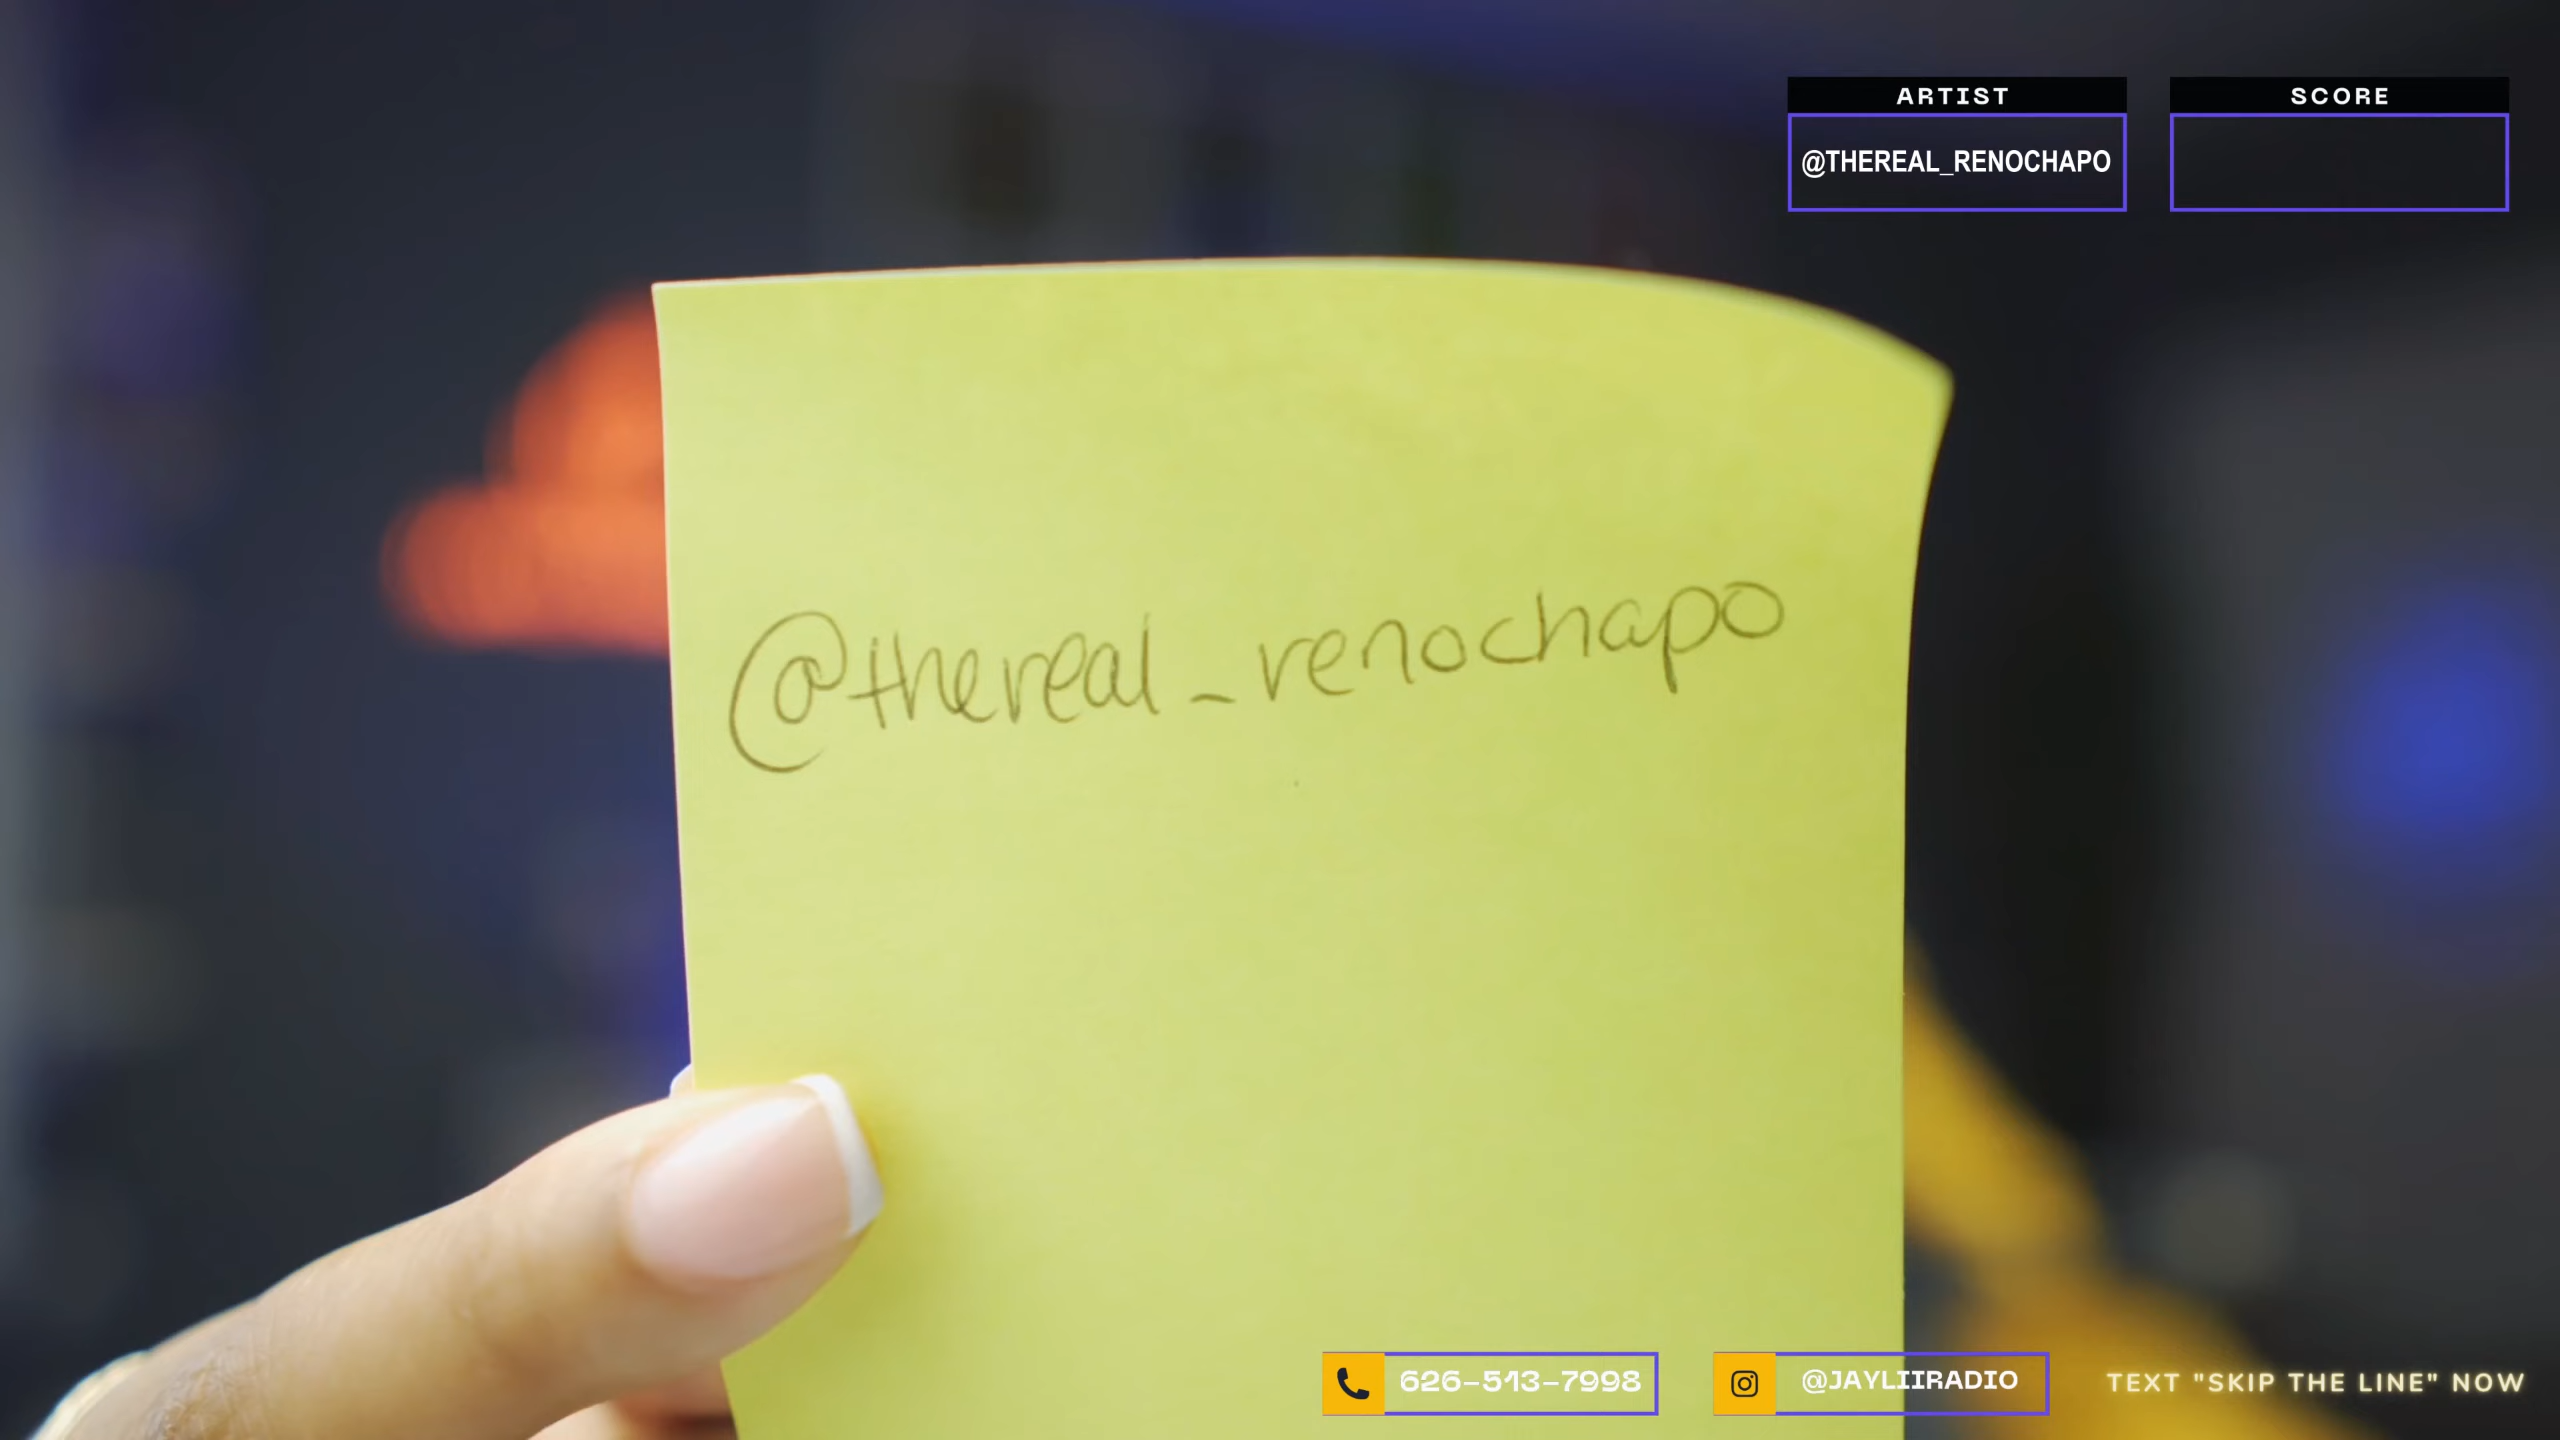 ARTIST
@THEREAL_RENOCHAPO
SCORE
@thereal_renochapo
626-513-7998
@JAYLIIRADIO
TEXT "SKIP THE LINE" NOW